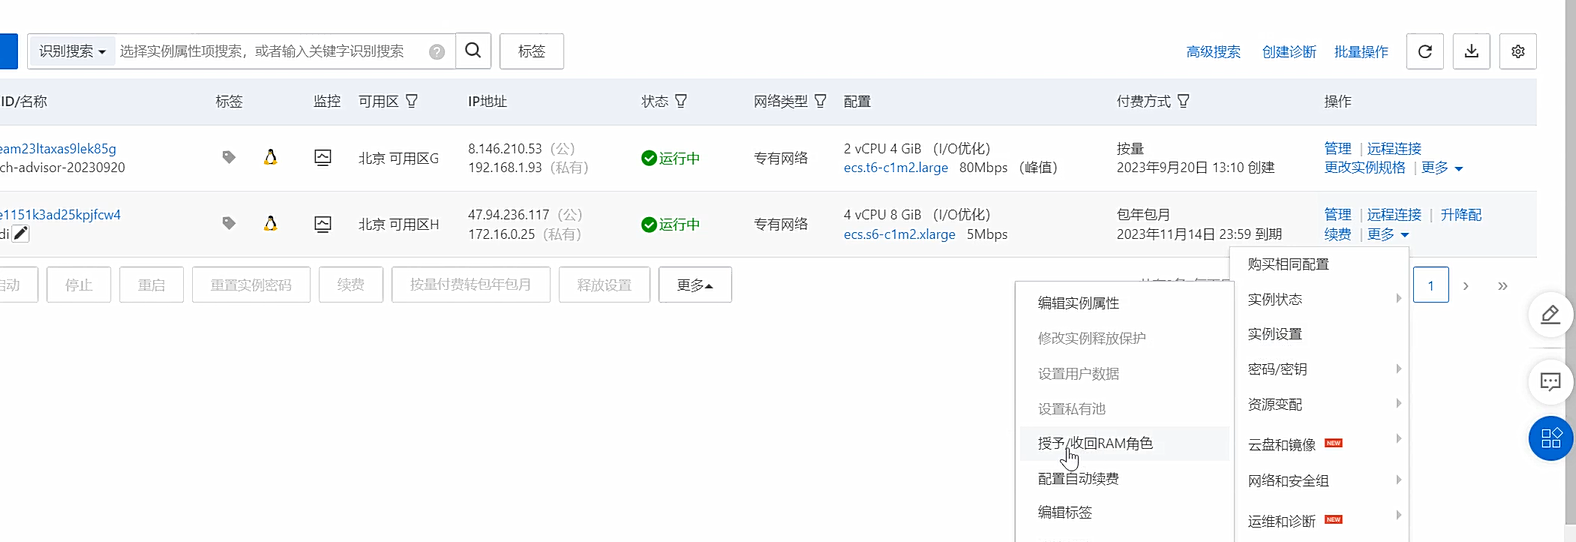 识别搜索 选择实例属性项搜索，或者输入关键字识别搜索 ? 标签 高级搜索 创建诊断 批量操作
ID/名称 标签 监控 可用区 IP地址 状态 网络类型 配置 付费方式 操作
eam23ltaxas9lek85g 8.146.210.53（公） 2 vCPU 4 GiB （I/O优化） 按量 管理 | 远程连接
ch-advisor-20230920 北京 可用区G 192.168.1.93（私有） 运行中 专有网络 ecs.t6-c1m2.large 80Mbps （峰值） 2023年9月20日 13:10 创建 更改实例规格 | 更多
e1151k3ad25kpjfcw4 47.94.236.117（公） 4 vCPU 8 GiB （I/O优化） 包年包月 管理 | 远程连接 | 升降配
di 北京 可用区H 172.16.0.25（私有） 运行中 专有网络 ecs.s6-c1m2.xlarge 5Mbps 2023年11月14日 23:59 到期 续费 | 更多
启动 停止 重启 重置实例密码 续费 按量付费转包年包月 释放设置 更多 1 › »
购买相同配置
实例状态
实例设置
密码/密钥
资源变配
云盘和镜像 NEW
网络和安全组
运维和诊断 NEW
编辑实例属性
修改实例释放保护
设置用户数据
设置私有池
授予/收回RAM角色
配置自动续费
编辑标签